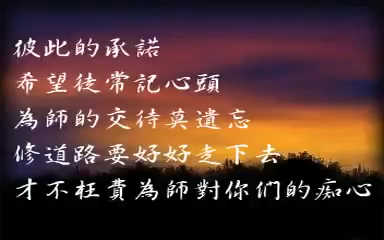 彼此的承諾
希望徒常記心頭
為師的交待莫遺忘
修道路要好好走下去
才不枉費為師對你們的痴心